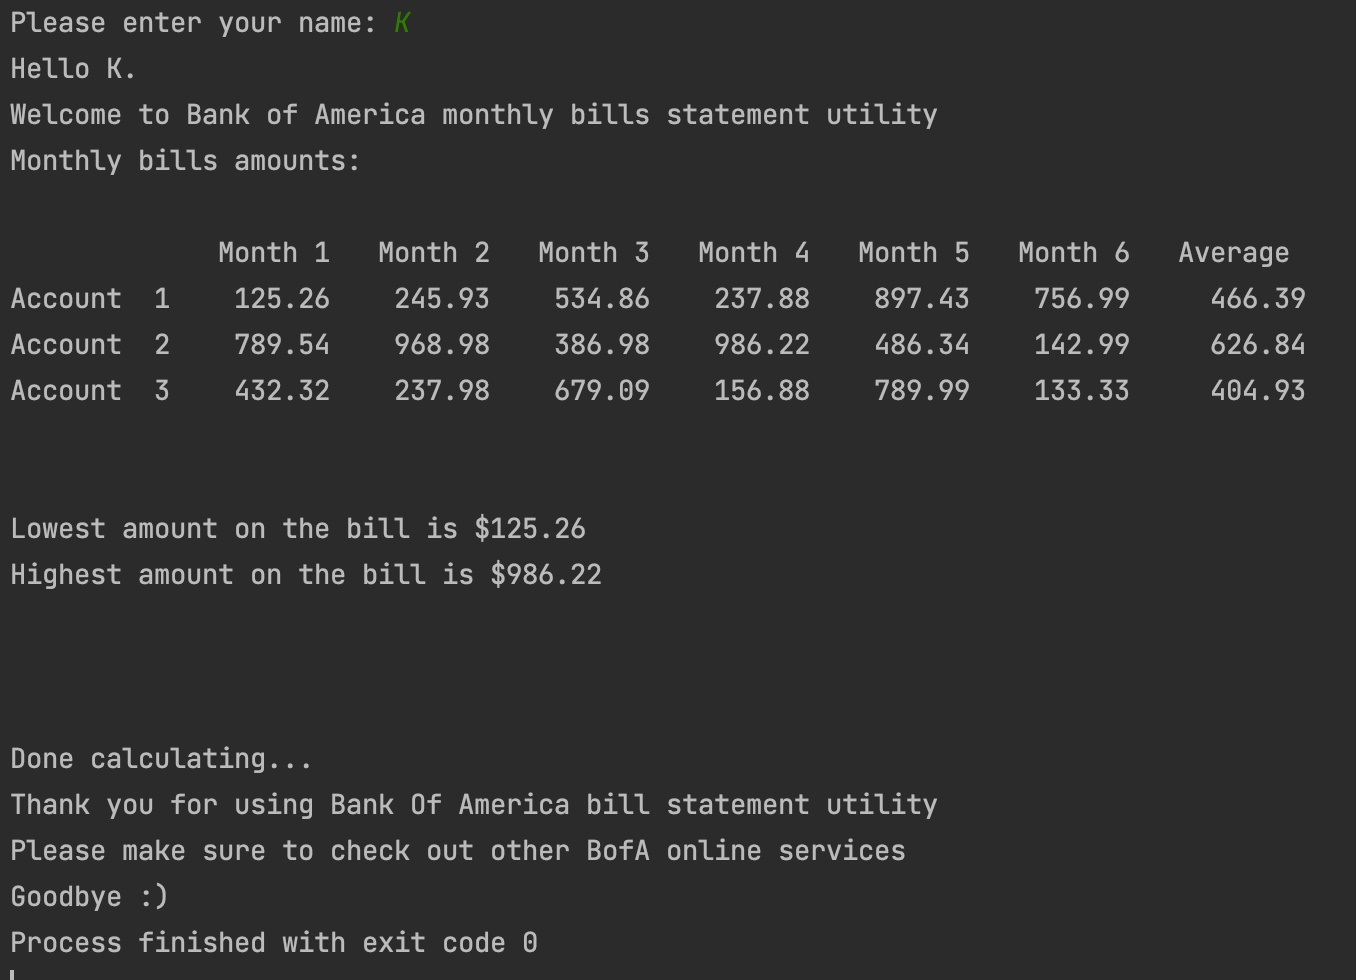 Please enter your name: K
Hello K.
Welcome to Bank of America monthly bills statement utility
Monthly bills amounts:
Month 1   Month 2   Month 3   Month 4   Month 5   Month 6   Average
Account  1    125.26    245.93    534.86    237.88    897.43    756.99     466.39
Account  2    789.54    968.98    386.98    986.22    486.34    142.99     626.84
Account  3    432.32    237.98    679.09    156.88    789.99    133.33     404.93
Lowest amount on the bill is $125.26
Highest amount on the bill is $986.22
Done calculating...
Thank you for using Bank Of America bill statement utility
Please make sure to check out other BofA online services
Goodbye :)
Process finished with exit code 0